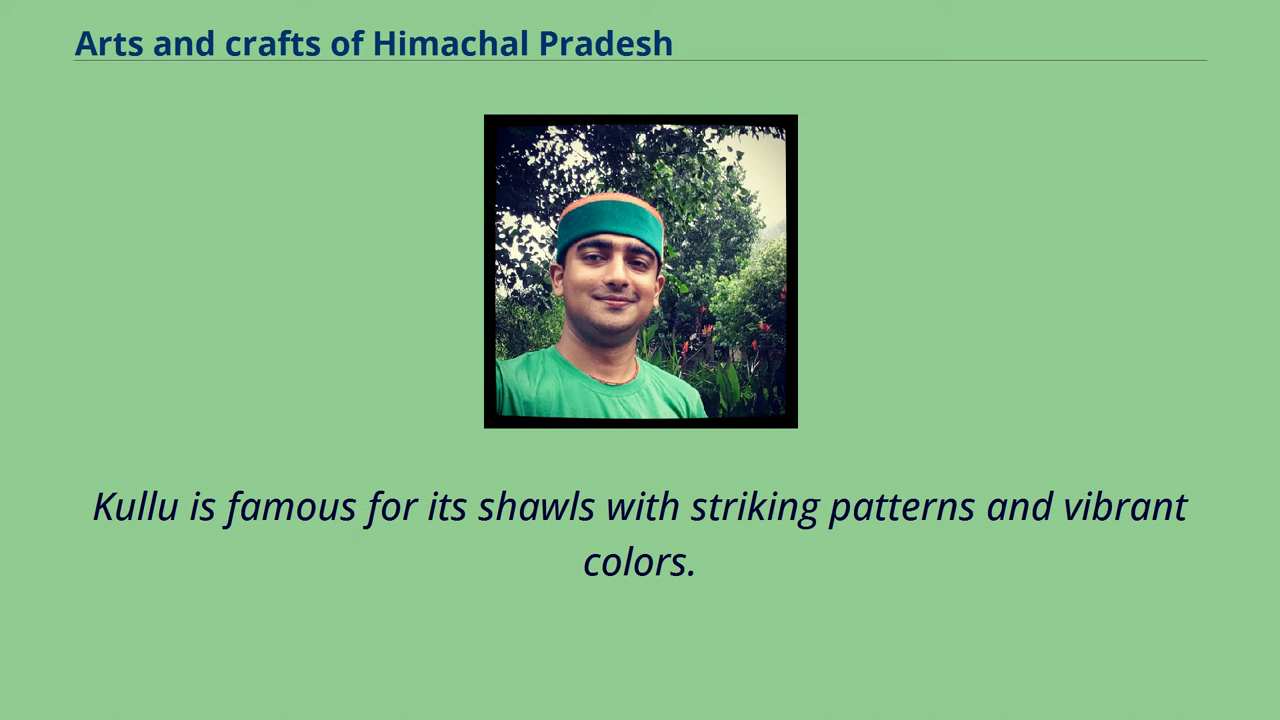 Arts and crafts of Himachal Pradesh
Kullu is famous for its shawls with striking patterns and vibrant
colors.